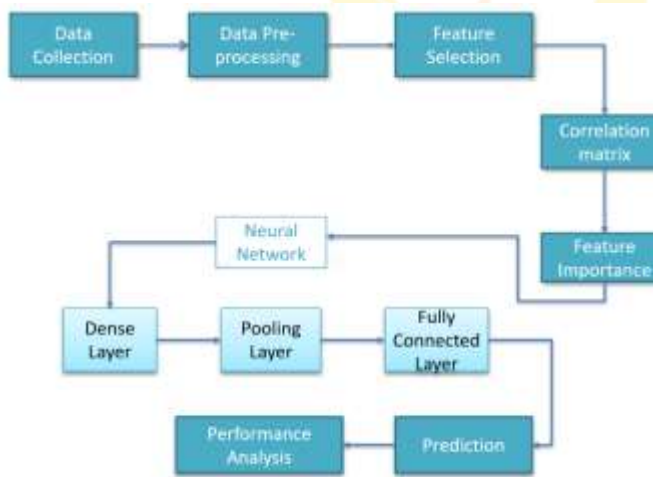 Data
Collection
Data Pre-
processing
Feature
Selection
Correlation
matrix
Feature
Importance
Neural
Network
Dense
Layer
Pooling
Layer
Fully
Connected
Layer
Prediction
Performance
Analysis